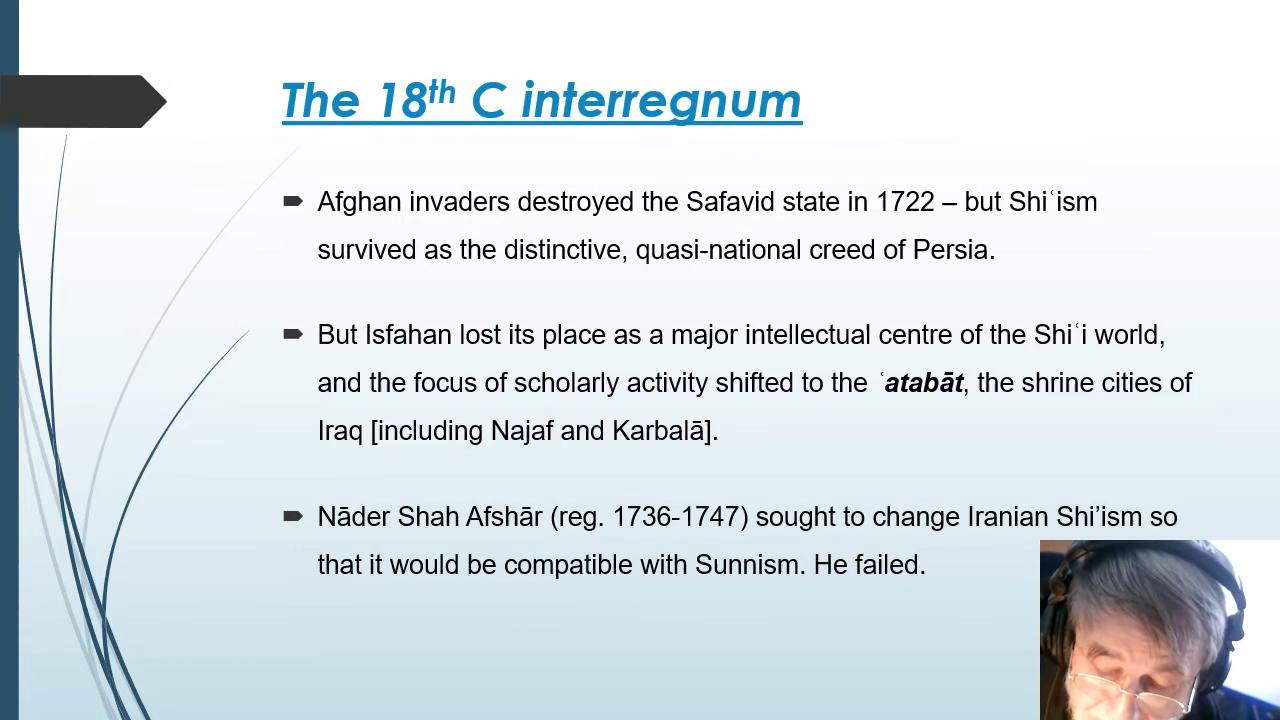 The 18th C interregnum
Afghan invaders destroyed the Safavid state in 1722 – but Shiʿism
survived as the distinctive, quasi-national creed of Persia.
But Isfahan lost its place as a major intellectual centre of the Shiʿi world,
and the focus of scholarly activity shifted to the ʿatabāt, the shrine cities of
Iraq [including Najaf and Karbalā].
Nāder Shah Afshār (reg. 1736-1747) sought to change Iranian Shi’ism so
that it would be compatible with Sunnism. He failed.